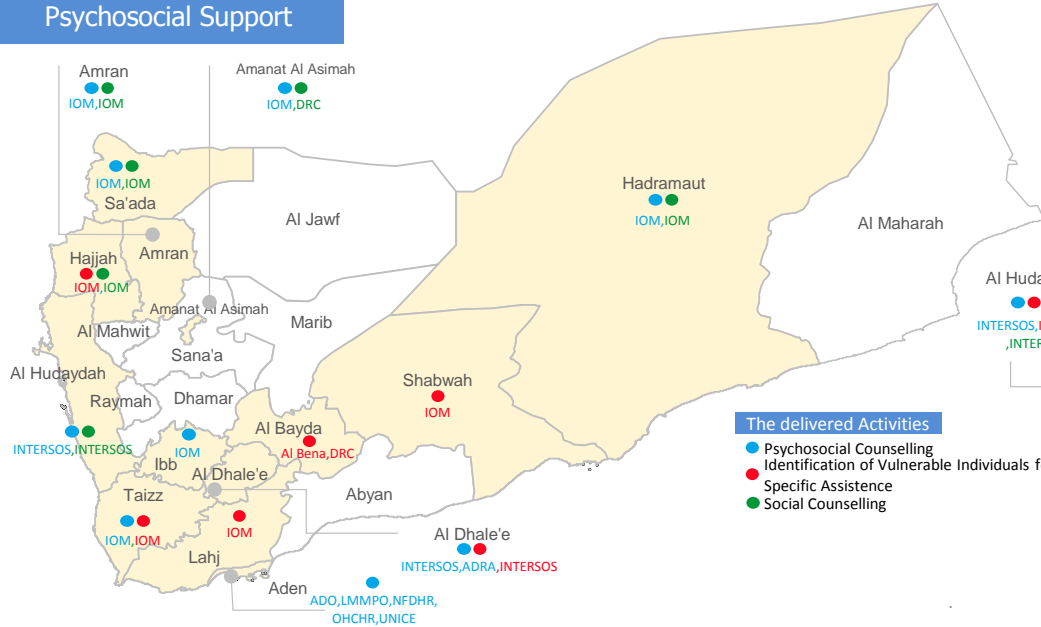 Psychosocial Support
Amran
IOM,IOM
Amanat Al Asimah
IOM,DRC
IOM,IOM
Sa'ada
Al Jawf
Hadramaut
IOM,IOM
Al Maharah
Hajjah
IOM,IOM
Amran
Al Huda
INTERSOS,
,INTER
Amanat Al Asimah
Marib
Al Mahwit
Sana'a
Al Hudaydah
Raymah
Dhamar
Shabwah
IOM
INTERSOS,INTERSOS
IOM
Ibb
Al Bayda
Al Bena,DRC
Al Dhale'e
The delivered Activities
Psychosocial Counselling
Identification of Vulnerable Individuals f
Specific Assistence
Social Counselling
Taizz
IOM,IOM
IOM
Abyan
Lahj
Al Dhale'e
INTERSOS,ADRA,INTERSOS
Aden
ADO,LMMPO,NFDHR,
OHCHR,UNICE